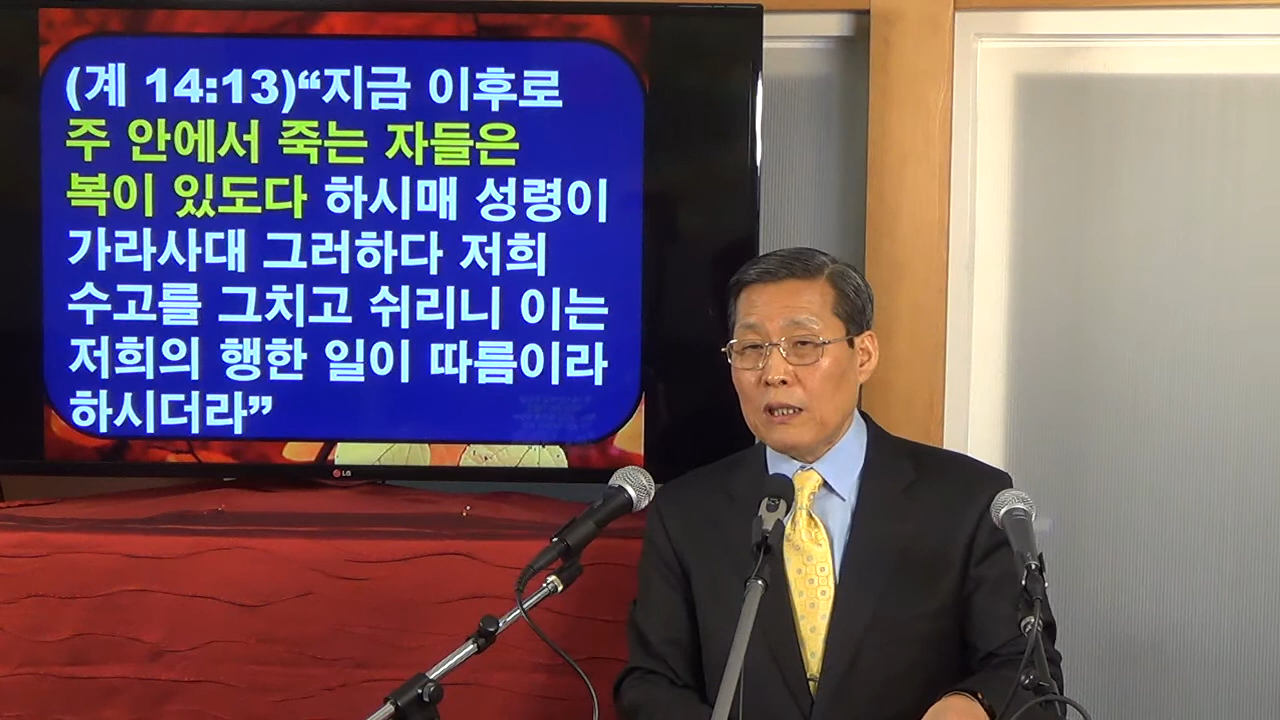 (계 14:13)“지금 이후로
주 안에서 죽는 자들은
복이 있도다 하시매 성령이
가라사대 그러하다 저희
수고를 그치고 쉬리니 이는
저희의 행한 일이 따름이라
하시더라”
LG